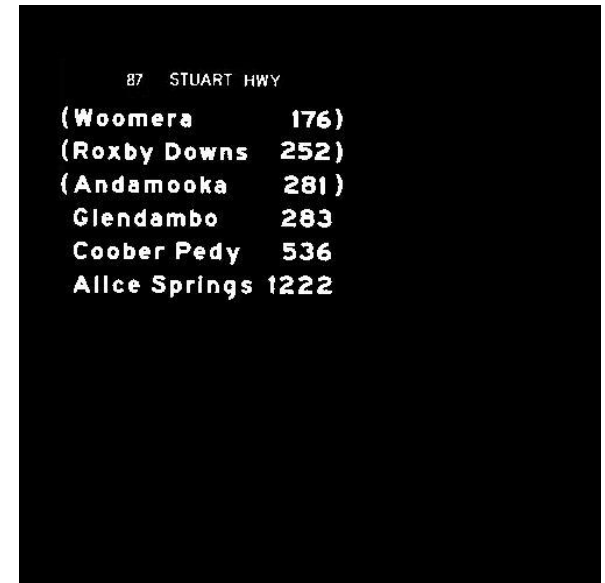 87 STUART HWY
(Woomera 176)
(Roxby Downs 252)
(Andamooka 281)
Glendambo 283
Coober Pedy 536
Alice Springs 1222